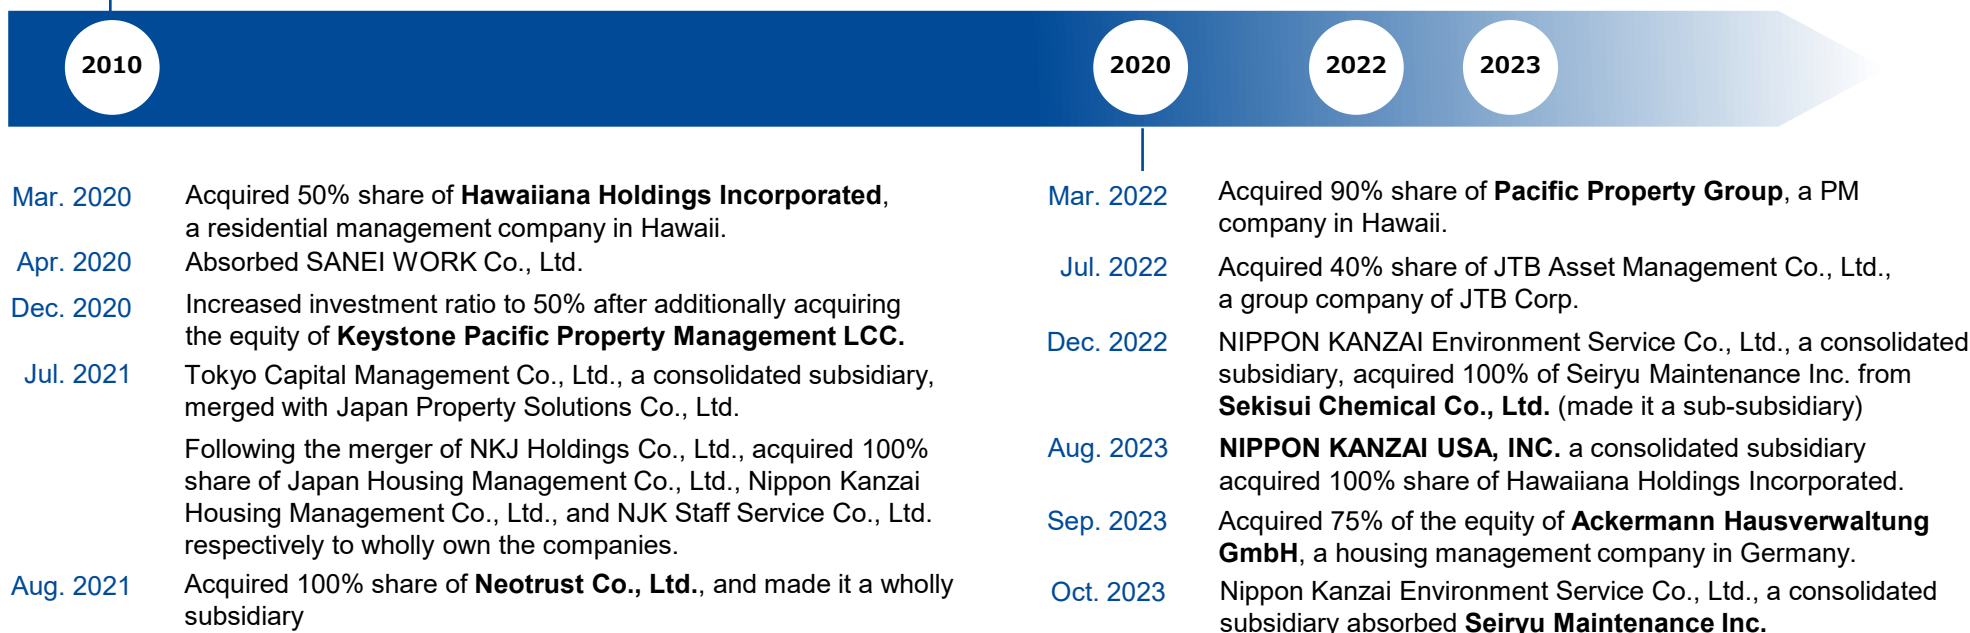 2010
2020
2022
2023
Mar. 2020
Acquired 50% share of Hawaiiana Holdings Incorporated,
a residential management company in Hawaii.
Apr. 2020
Absorbed SANEI WORK Co., Ltd.
Dec. 2020
Increased investment ratio to 50% after additionally acquiring
the equity of Keystone Pacific Property Management LCC.
Jul. 2021
Tokyo Capital Management Co., Ltd., a consolidated subsidiary,
merged with Japan Property Solutions Co., Ltd.
Following the merger of NKJ Holdings Co., Ltd., acquired 100%
share of Japan Housing Management Co., Ltd., Nippon Kanzai
Housing Management Co., Ltd., and NJK Staff Service Co., Ltd.
respectively to wholly own the companies.
Aug. 2021
Acquired 100% share of Neotrust Co., Ltd., and made it a wholly
subsidiary
Mar. 2022
Acquired 90% share of Pacific Property Group, a PM
company in Hawaii.
Jul. 2022
Acquired 40% share of JTB Asset Management Co., Ltd.,
a group company of JTB Corp.
Dec. 2022
NIPPON KANZAI Environment Service Co., Ltd., a consolidated
subsidiary, acquired 100% of Seiryu Maintenance Inc. from
Sekisui Chemical Co., Ltd. (made it a sub-subsidiary)
Aug. 2023
NIPPON KANZAI USA, INC. a consolidated subsidiary
acquired 100% share of Hawaiiana Holdings Incorporated.
Sep. 2023
Acquired 75% of the equity of Ackermann Hausverwaltung
GmbH, a housing management company in Germany.
Oct. 2023
Nippon Kanzai Environment Service Co., Ltd., a consolidated
subsidiary absorbed Seiryu Maintenance Inc.